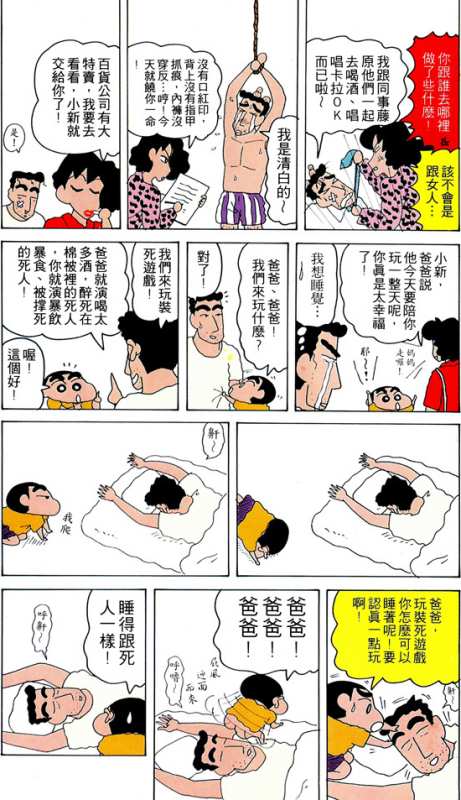 你跟誰去哪裡
做了些什麼！
&
該不會是
跟女人…
我跟同事藤
原他們一起
去喝酒、唱
唱卡拉OK
而已啦～
我是清白的～
沒有口紅印，
背上沒有指甲
抓痕，內褲沒
穿反…哼！今
天就饒你一命
百貨公司有大
特賣，我要去
看看，小新就
交給你了！
是！
小新，
爸爸說
他今天要陪你
玩一整天呢，
你真是太幸福
了！
媽媽
走囉！
耶～！
我想睡覺…
爸爸、爸爸！
我們來玩什麼？
對了！
我們來玩裝
死遊戲！
爸爸就演喝太
多酒，醉死在
棉被裡的死人
，你就演暴飲
暴食、被撐死
的死人！
喔！
這個好！
鼾～
我爬
爸爸，
玩裝死遊戲
你怎麼可以
睡著呢！要
認真一點玩
啊！
鼾～
爸爸！
爸爸！
爸爸！
屁風
迎面
而來
呼嚕～
睡得跟死
人一樣！
呼鼾～